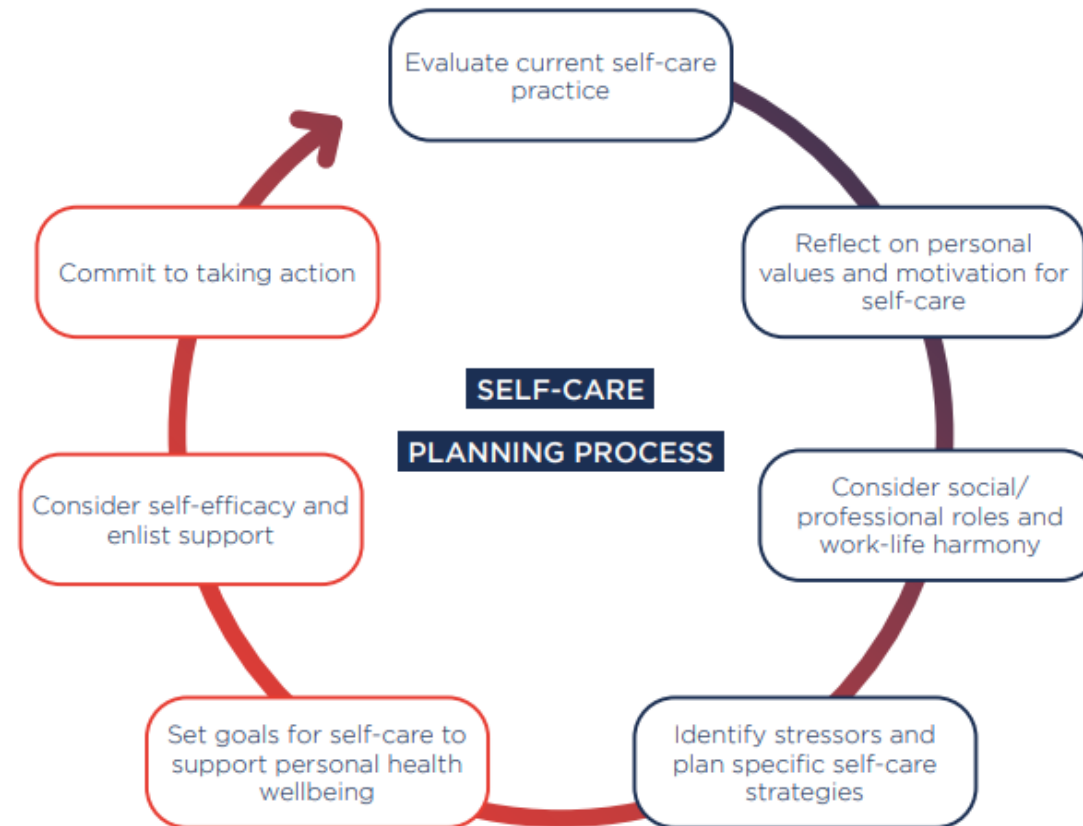 Evaluate current self-care
practice
Reflect on personal
values and motivation for
self-care
Consider social/
professional roles and
work-life harmony
Identify stressors and
plan specific self-care
strategies
Set goals for self-care to
support personal health
wellbeing
Consider self-efficacy and
enlist support
Commit to taking action
SELF-CARE
PLANNING PROCESS